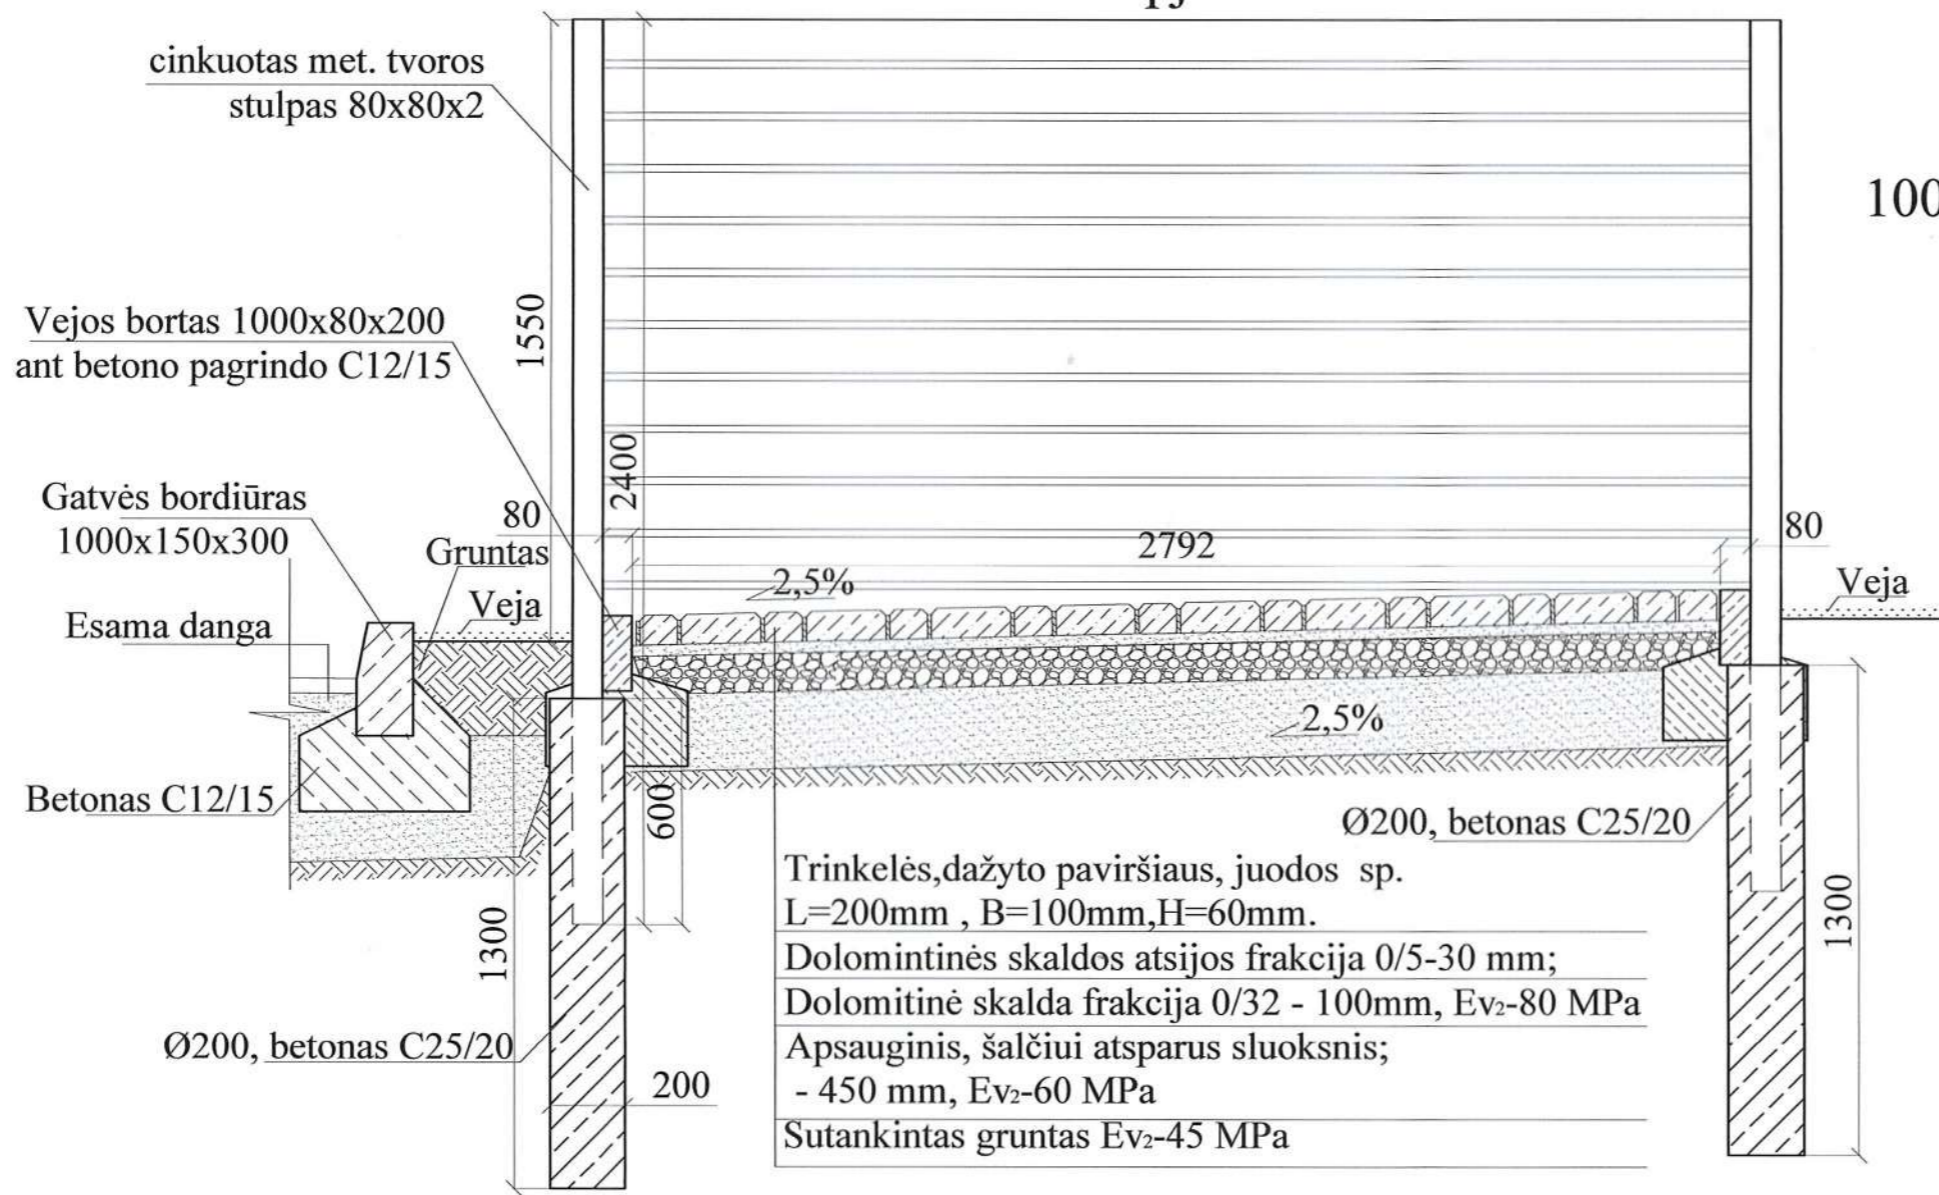 cinkuotas met. tvoros
stulpas 80x80x2
100
1550
Vejos bortas 1000x80x200
ant betono pagrindo C12/15
2400
Gatvės bordiūras
1000x150x300
80
Gruntas
2792
80
2,5%
Veja
Veja
Esama danga
2,5%
Betonas C12/15
600
Ø200, betonas C25/20
Trinkelės,dažyto paviršiaus, juodos sp.
L=200mm , B=100mm,H=60mm.
1300
1300
Dolomintinės skaldos atsijos frakcija 0/5-30 mm;
Dolomitinė skalda frakcija 0/32 - 100mm, Ev₂-80 MPa
Ø200, betonas C25/20
Apsauginis, šalčiui atsparus sluoksnis;
- 450 mm, Ev₂-60 MPa
200
Sutankintas gruntas Ev₂-45 MPa